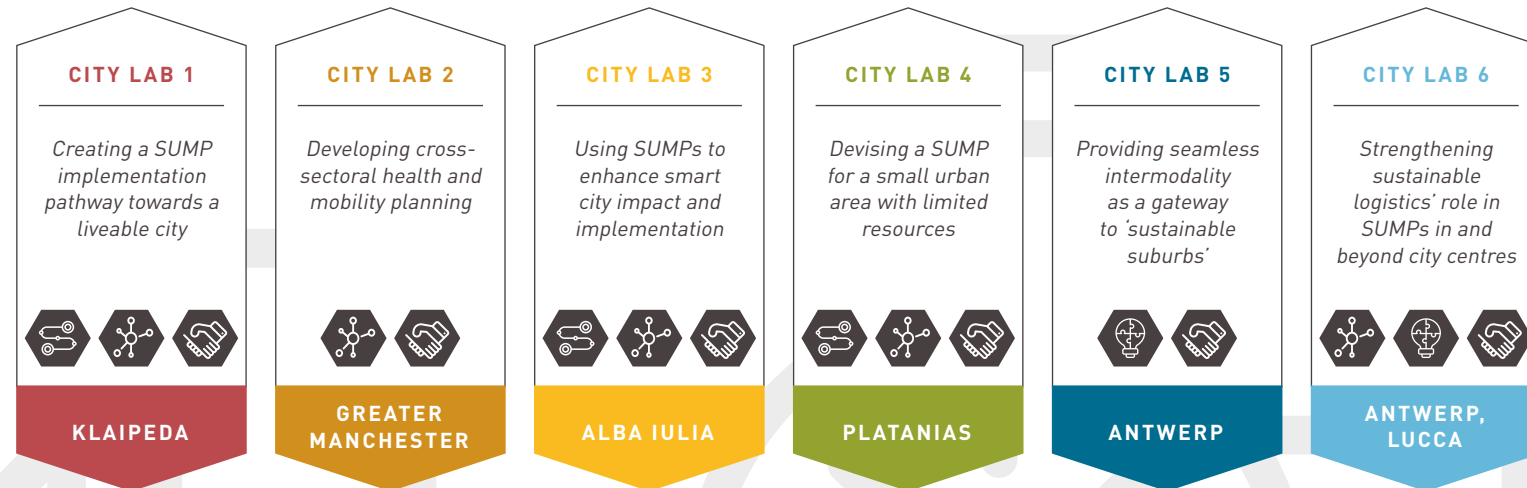 CITY LAB 1
Creating a SUMP
implementation
pathway towards a
liveable city
KLAIPEDA
CITY LAB 2
Developing cross-
sectoral health and
mobility planning
GREATER
MANCHESTER
CITY LAB 3
Using SUMPs to
enhance smart
city impact and
implementation
ALBA IULIA
CITY LAB 4
Devising a SUMP
for a small urban
area with limited
resources
PLATANIAS
CITY LAB 5
Providing seamless
intermodality
as a gateway
to ‘sustainable
suburbs’
ANTWERP
CITY LAB 6
Strengthening
sustainable
logistics’ role in
SUMPs in and
beyond city centres
ANTWERP,
LUCCA